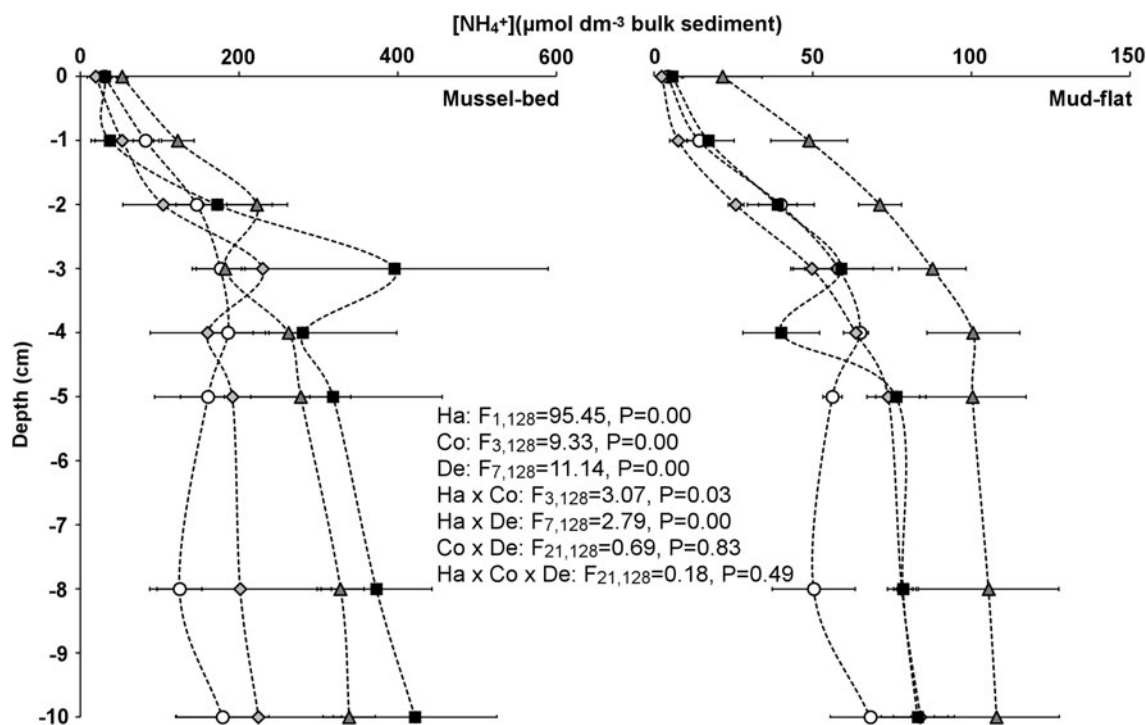 [NH₄⁺](μmol dm⁻³ bulk sediment)
0 200 400 600 0 50 100 150
0
Mussel-bed Mud-flat
-1
-2
-3
-4
-5
-6
-7
-8
-9
-10
Depth (cm)
Ha: F₁,₁₂₈=95.45, P=0.00
Co: F₃,₁₂₈=9.33, P=0.00
De: F₇,₁₂₈=11.14, P=0.00
Ha x Co: F₃,₁₂₈=3.07, P=0.03
Ha x De: F₇,₁₂₈=2.79, P=0.00
Co x De: F₂₁,₁₂₈=0.69, P=0.83
Ha x Co x De: F₂₁,₁₂₈=0.18, P=0.49